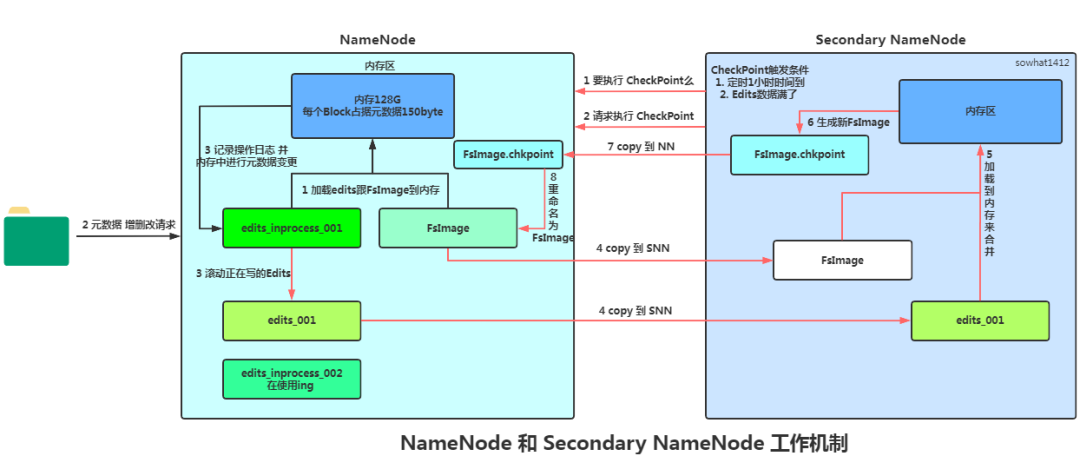 NameNode
Secondary NameNode
sowhat1412
内存区
内存128G
每个Block占据元数据150byte
3 记录操作日志 并
内存中进行元数据变更
FsImage.chkpoint
1 加载edits跟FsImage到内存
8
重
命
名
为
FsImage
2 元数据 增删改请求
edits_inprocess_001
FsImage
3 滚动正在写的Edits
edits_001
edits_inprocess_002
在使用ing
1 要执行 CheckPoint么
2 请求执行 CheckPoint
7 copy 到 NN
4 copy 到 SNN
4 copy 到 SNN
CheckPoint触发条件
1. 定时1小时时间到
2. Edits数据满了
内存区
6 生成新FsImage
FsImage.chkpoint
5
加
载
到
内
存
来
合
并
FsImage
edits_001
NameNode 和 Secondary NameNode 工作机制